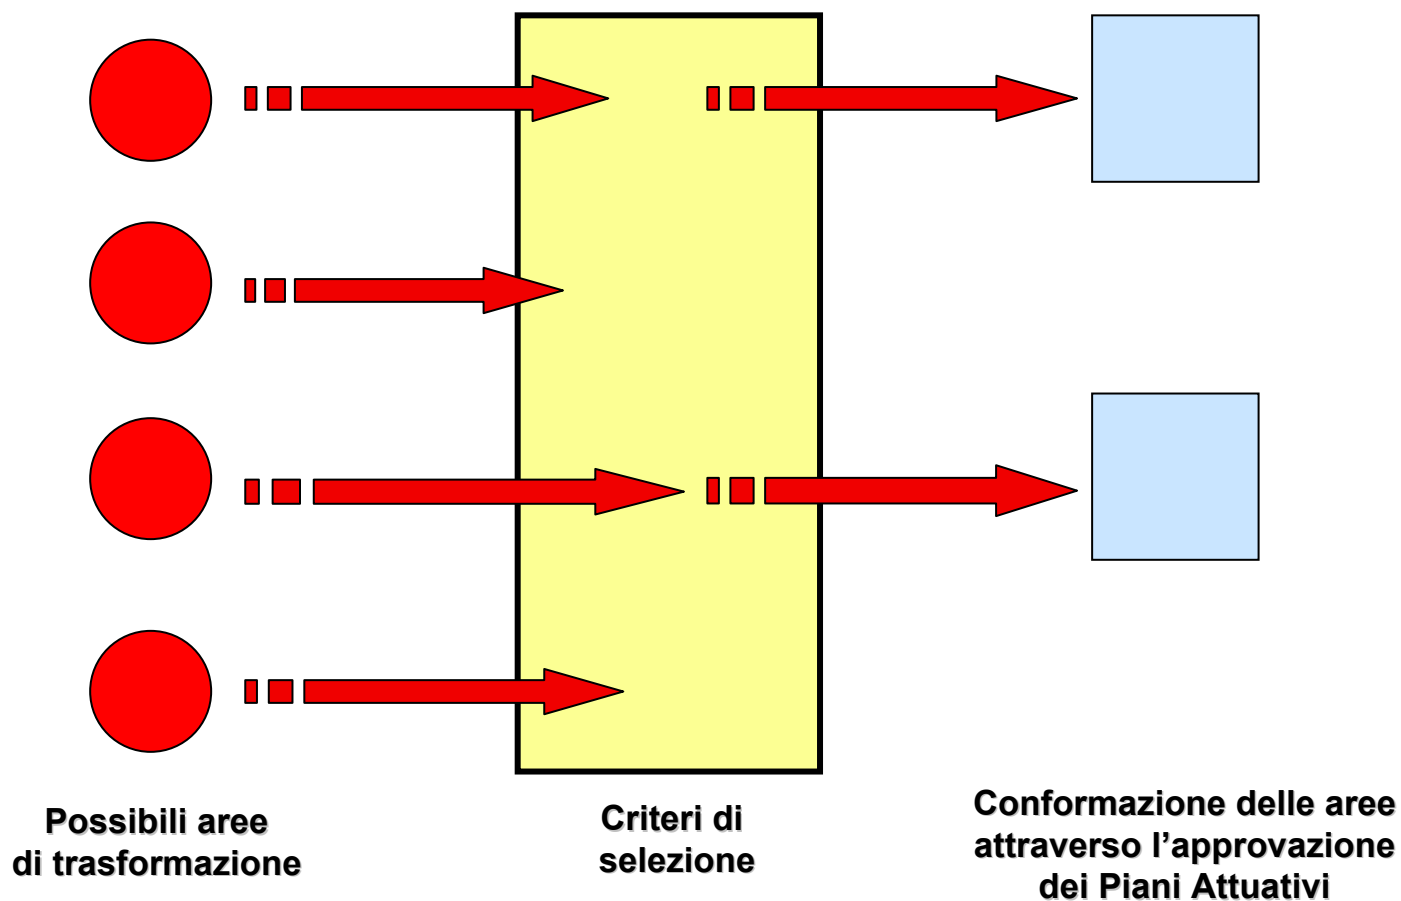 Possibili aree
di trasformazione
Criteri di
selezione
Conformazione delle aree
attraverso l’approvazione
dei Piani Attuativi